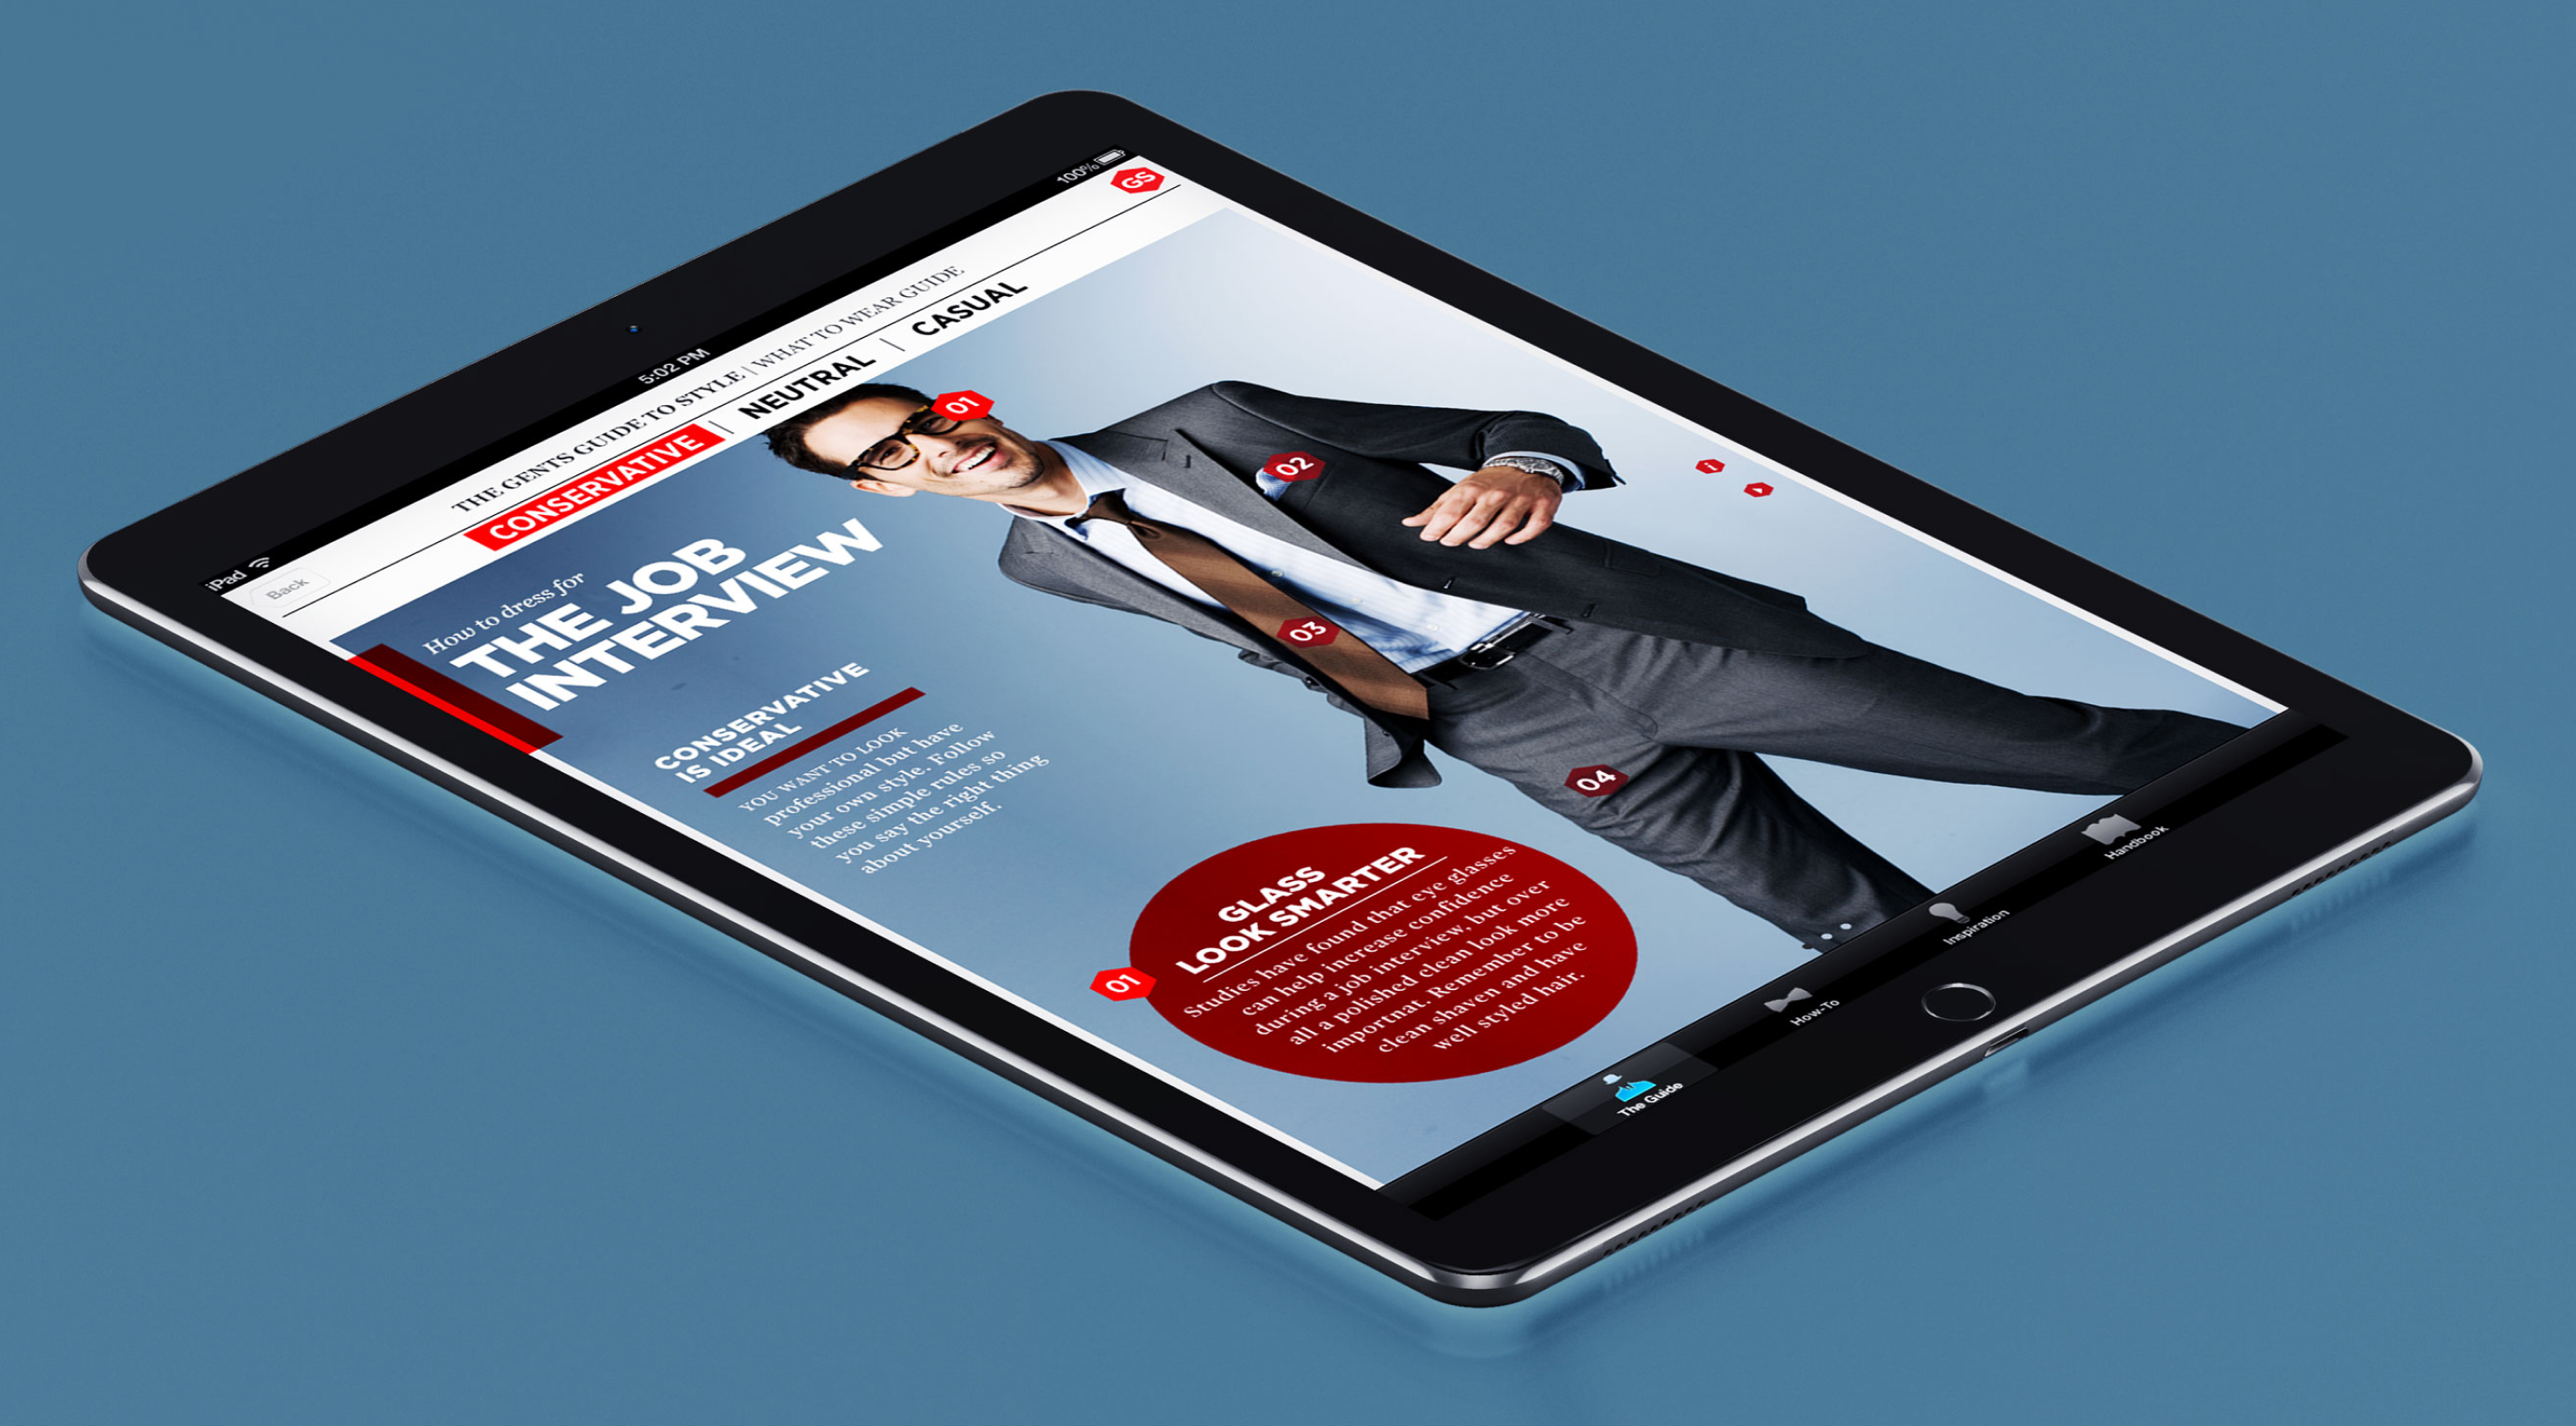 iPad
5:02 PM
100%
Back
THE GENTS GUIDE TO STYLE | WHAT TO WEAR GUIDE
GS
CONSERVATIVE | NEUTRAL | CASUAL
How to dress for
THE JOB
INTERVIEW
CONSERVATIVE
IS IDEAL
YOU WANT TO LOOK
professional but have
your own style. Follow
these simple rules so
you say the right thing
about yourself.
01
02
03
04
i
01
GLASS
LOOK SMARTER
Studies have found that eye glasses
can help increase confidence
during a job interview, but over
all a polished clean look more
importnat. Remember to be
clean shaven and have
well styled hair.
The Guide
How-To
Inspiration
Handbook